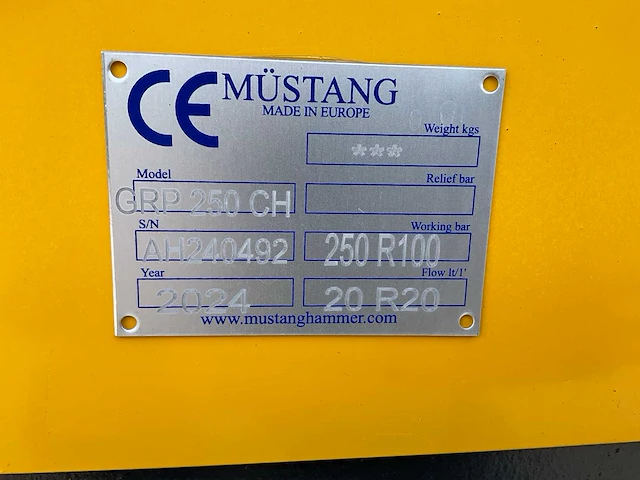 CE MÜSTANG
MADE IN EUROPE
Weight kgs
***
Model
Relief bar
GRP 250 CH
S/N
Working bar
AH240492
250 R100
Year
Flow lt/1'
2024
20 R20
www.mustanghammer.com